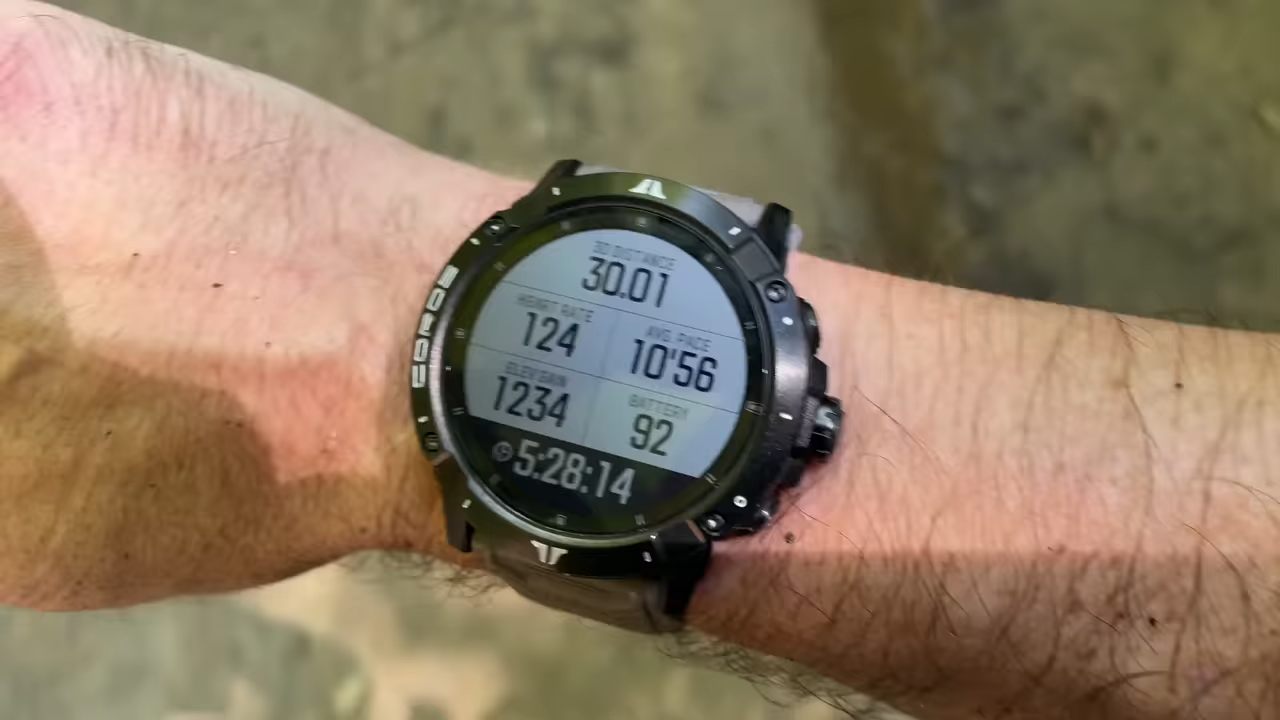 COROS
3D DISTANCE
30.01
HEART RATE
124
AVG. PACE
10'56
ELEV GAIN
1234
BATTERY
92
5:28:14